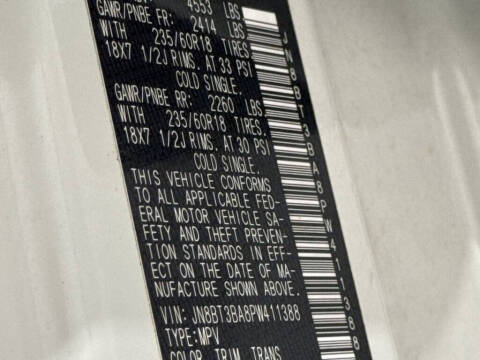 4553 LBS
GAWR/PNBE FR: 2414 LBS
WITH 235/60R18 TIRES
18X7 1/2J RIMS. AT 33 PSI
COLD SINGLE.
GAWR/PNBE RR: 2260 LBS
WITH 235/60R18 TIRES.
18X7 1/2J RIMS. AT 30 PSI
COLD SINGLE.
THIS VEHICLE CONFORMS
TO ALL APPLICABLE FED-
ERAL MOTOR VEHICLE SA-
FETY AND THEFT PREVEN-
TION STANDARDS IN EFF-
ECT ON THE DATE OF MA-
NUFACTURE SHOWN ABOVE.
VIN: JN8BT3BA8PW411388
TYPE:MPV
COLOR TRIM TRANS
JN8BT3BA8PW411388